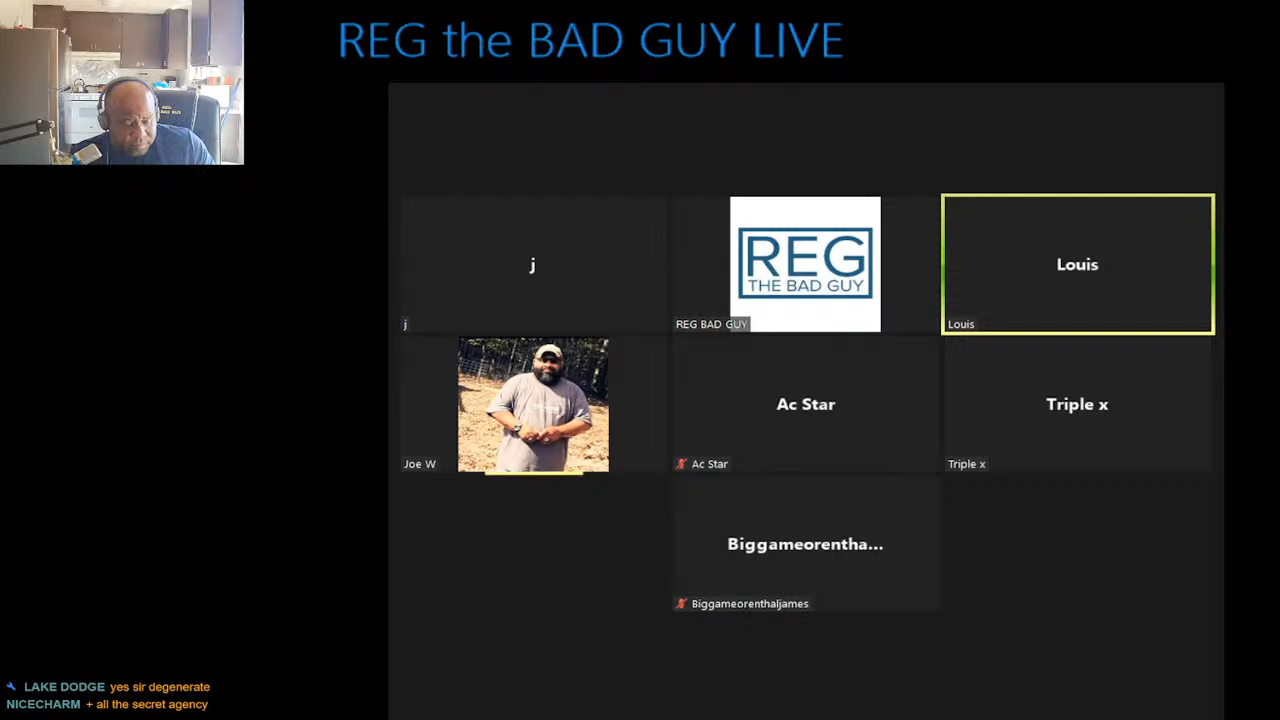 REG the BAD GUY LIVE
j
j
REG
THE BAD GUY
REG BAD GUY
Louis
Louis
Joe W
Ac Star
Ac Star
Triple x
Triple x
Biggameorentha...
Biggameorenthaljames
LAKE DODGE yes sir degenerate
NICECHARM + all the secret agency